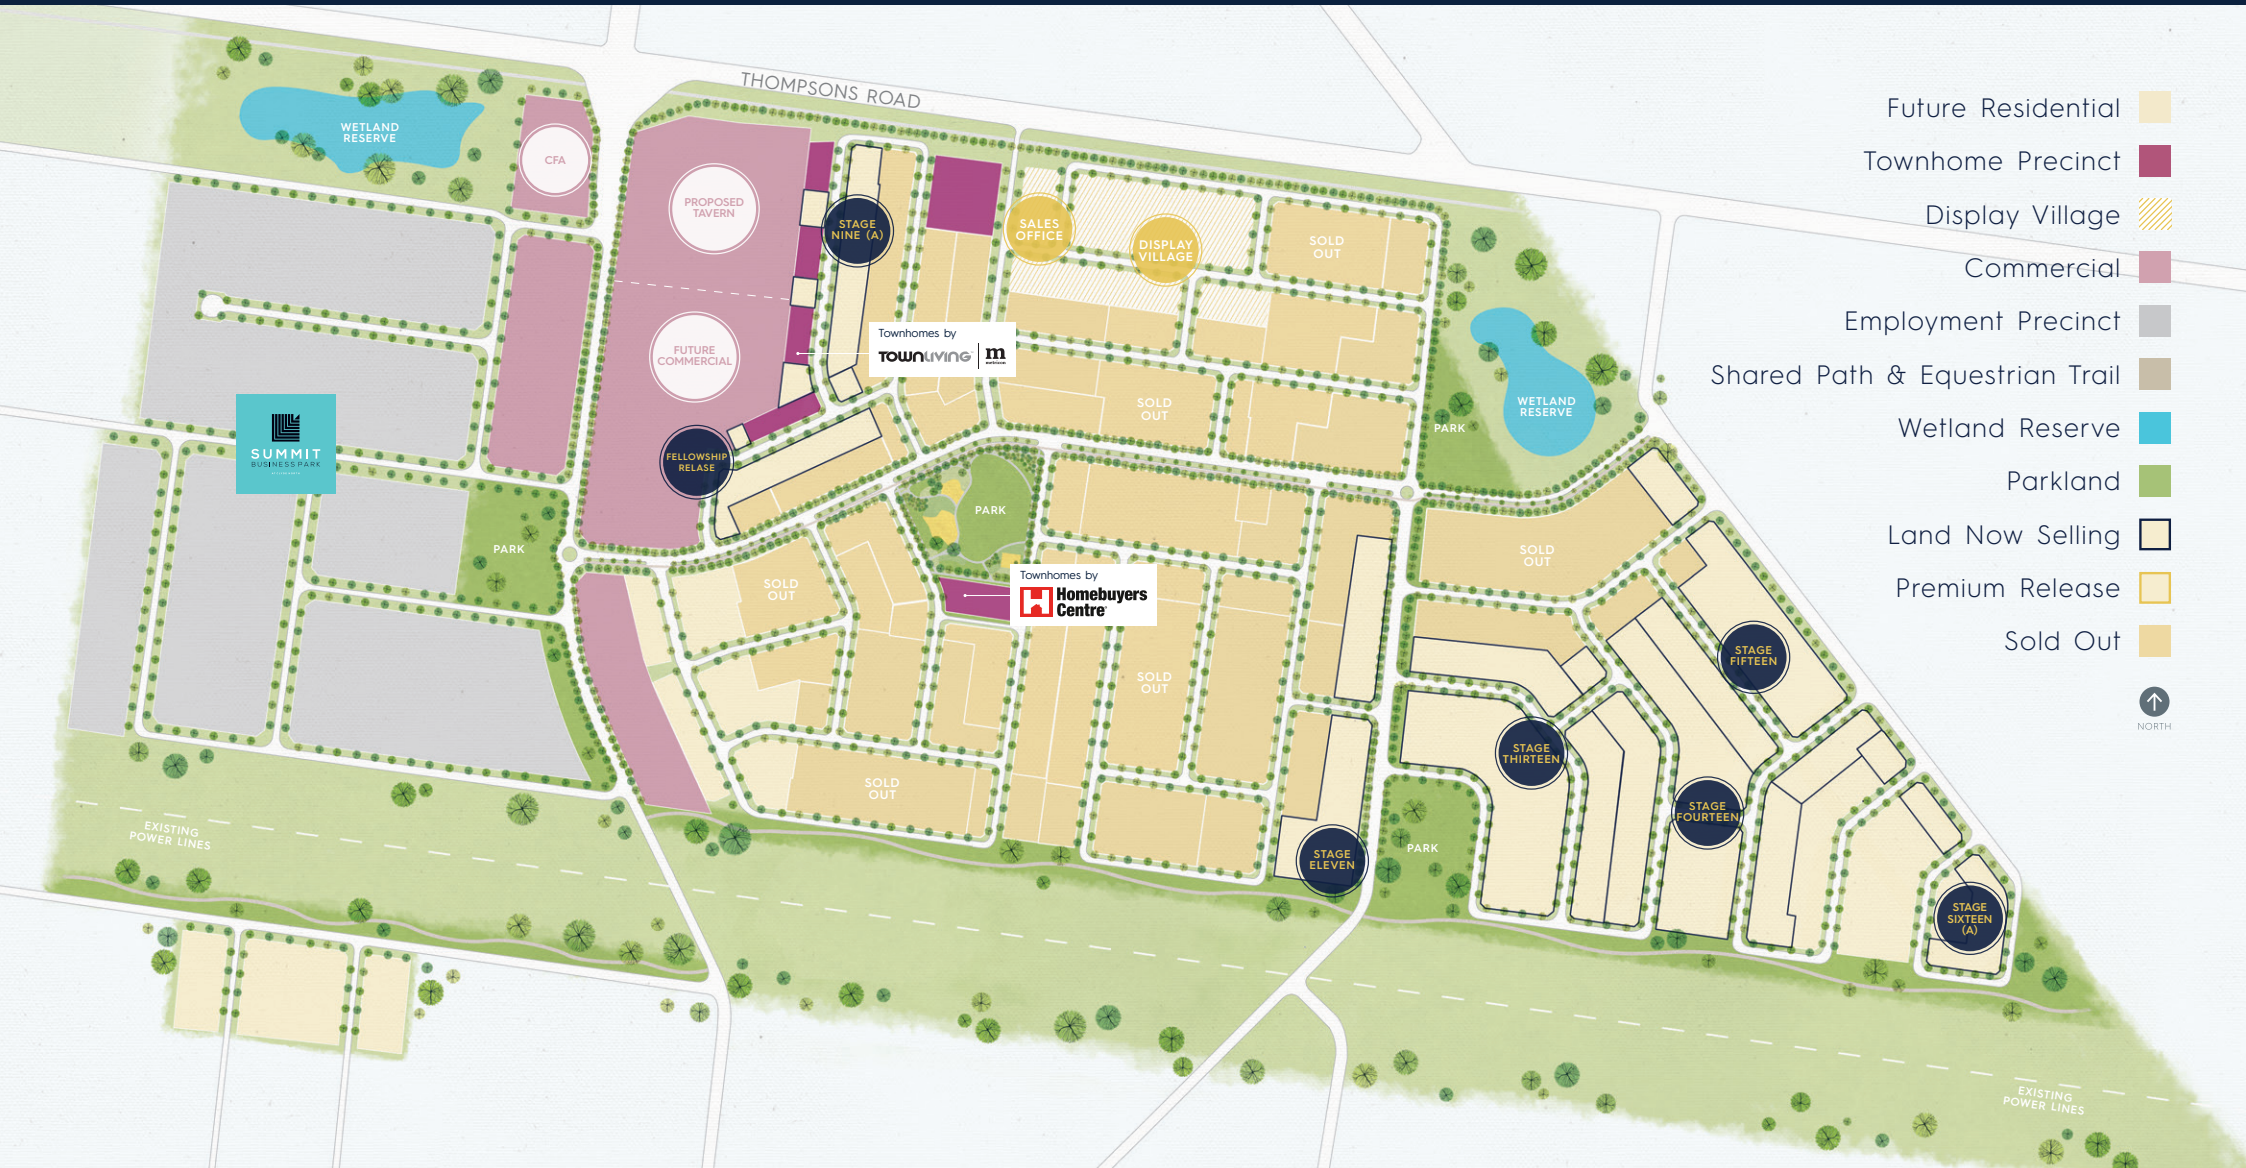 THOMPSONS ROAD
WETLAND
RESERVE
CFA
PROPOSED
TAVERN
STAGE
NINE (A)
SALES
OFFICE
DISPLAY
VILLAGE
SOLD
OUT
FUTURE
COMMERCIAL
Townhomes by
TOWNLIVING
m
SOLD
OUT
WETLAND
RESERVE
PARK
SUMMIT
BUSINESS PARK
FELLOWSHIP
RELASE
PARK
PARK
SOLD
OUT
SOLD
OUT
Townhomes by
Homebuyers
Centre
SOLD
OUT
SOLD
OUT
STAGE
FIFTEEN
STAGE
THIRTEEN
STAGE
FOURTEEN
STAGE
ELEVEN
PARK
STAGE
SIXTEEN
(A)
EXISTING
POWER LINES
EXISTING
POWER LINES
Future Residential
Townhome Precinct
Display Village
Commercial
Employment Precinct
Shared Path & Equestrian Trail
Wetland Reserve
Parkland
Land Now Selling
Premium Release
Sold Out
NORTH